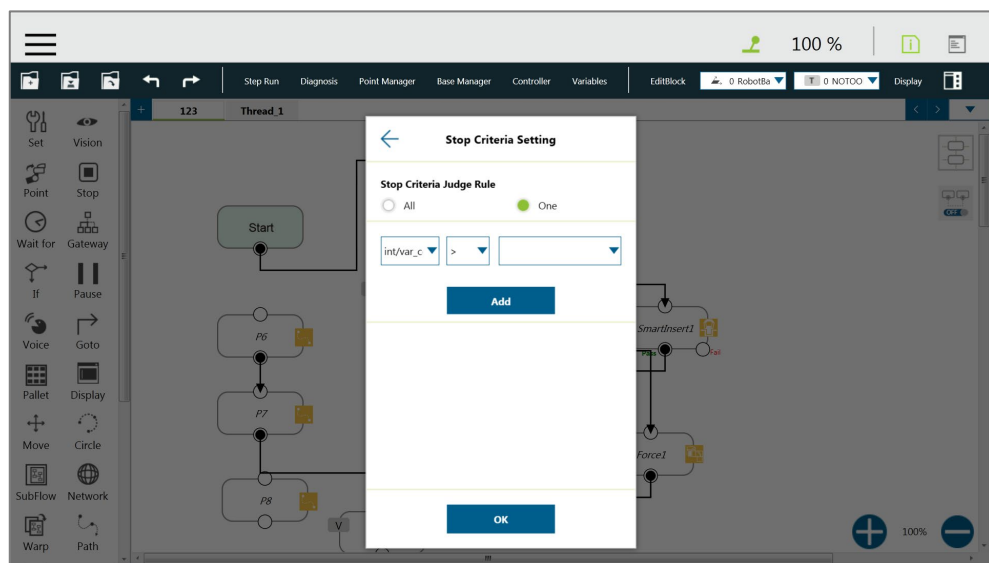 100 %
Step Run Diagnosis Point Manager Base Manager Controller Variables EditBlock 0 RobotBa T 0 NOTOO Display
+ 123 Thread_1
Set Vision
Point Stop
Wait for Gateway
If Pause
Voice Goto
Pallet Display
Move Circle
SubFlow Network
Warp Path
Start
P6
P7
P8
V
Stop Criteria Setting
Stop Criteria Judge Rule
All One
int/var_c >
Add
OK
SmartInsert1
Pass Fail
Force1
OFF
100%